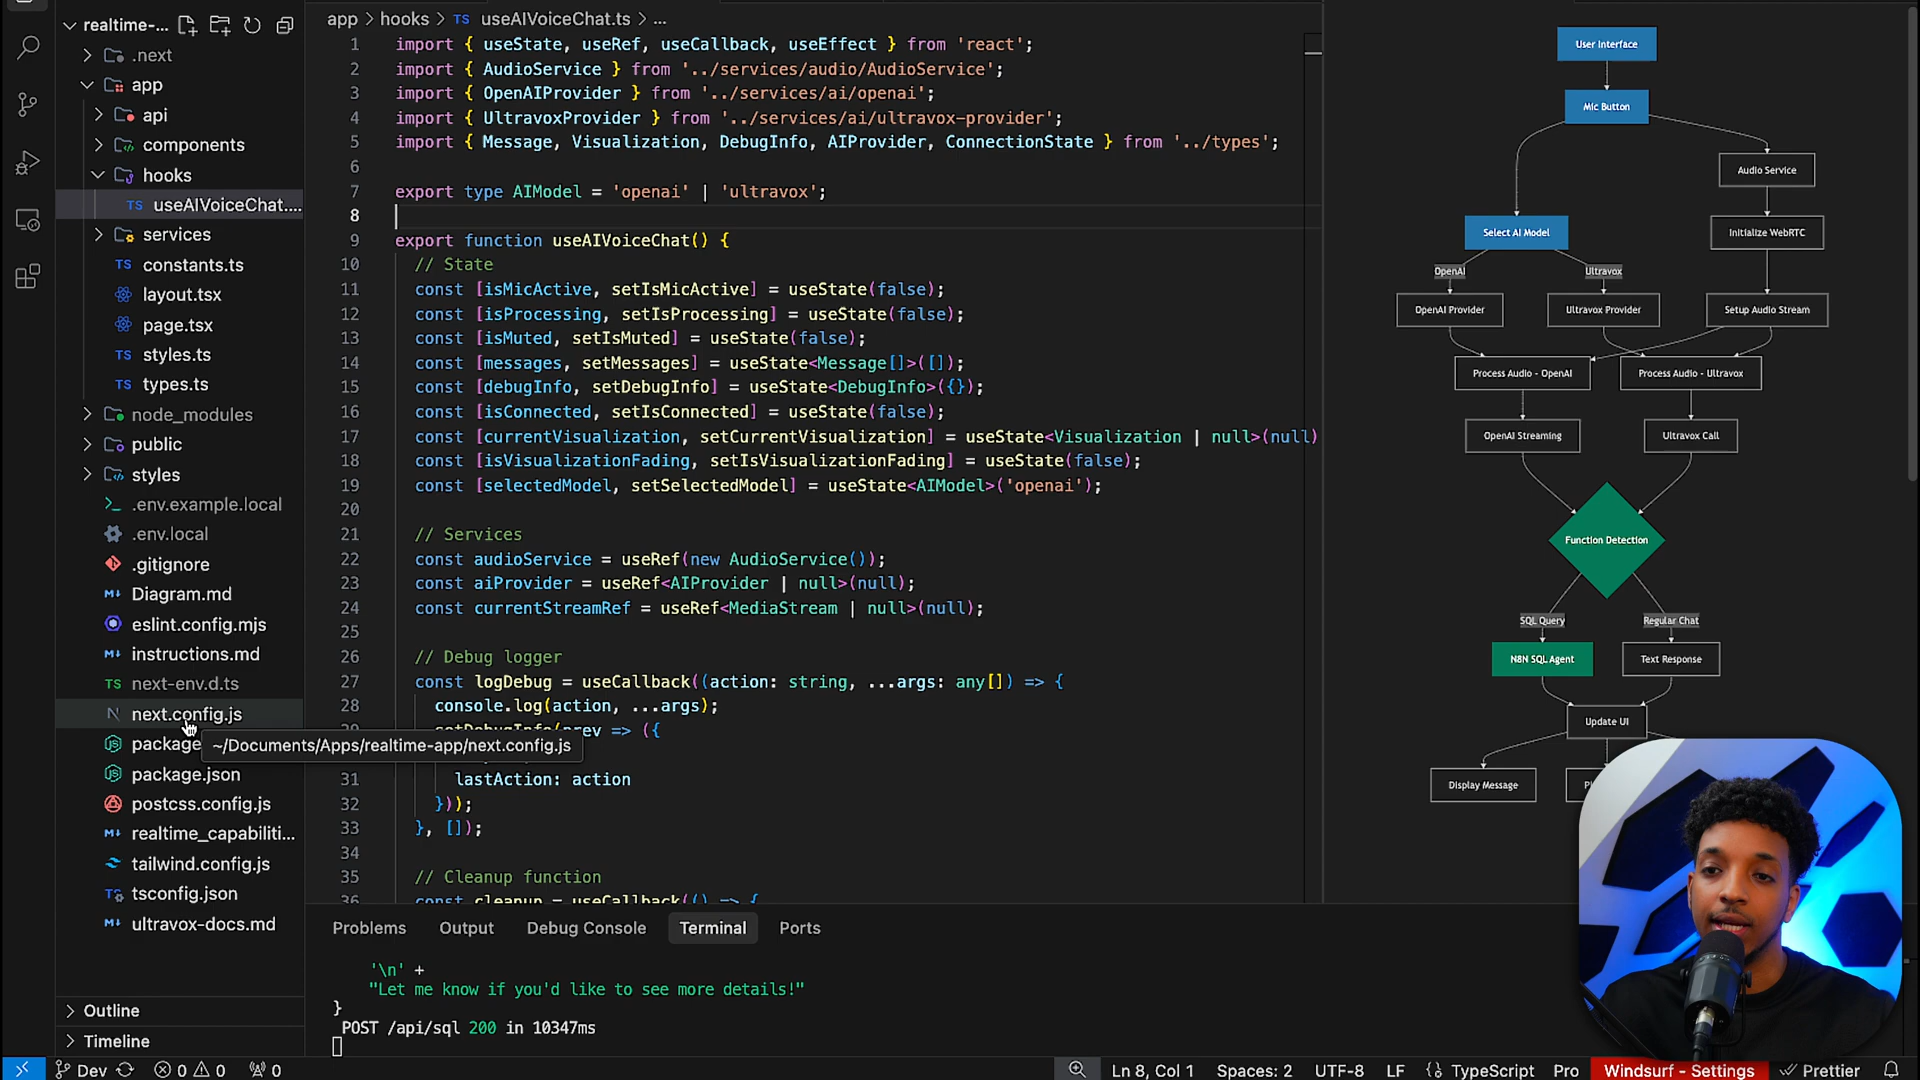 realtime-...
.next
app
api
components
hooks
TS useAIVoiceChat....
services
TS constants.ts
layout.tsx
page.tsx
TS styles.ts
TS types.ts
node_modules
public
styles
.env.example.local
.env.local
.gitignore
Diagram.md
eslint.config.mjs
instructions.md
TS next-env.d.ts
next.config.js
package
~/Documents/Apps/realtime-app/next.config.js
package.json
postcss.config.js
realtime_capabiliti...
tailwind.config.js
tsconfig.json
ultravox-docs.md
Outline
Timeline
app > hooks > TS useAIVoiceChat.ts > ...
1 import { useState, useRef, useCallback, useEffect } from 'react';
2 import { AudioService } from '../services/audio/AudioService';
3 import { OpenAIProvider } from '../services/ai/openai';
4 import { UltravoxProvider } from '../services/ai/ultravox-provider';
5 import { Message, Visualization, DebugInfo, AIProvider, ConnectionState } from '../types';
6
7 export type AIModel = 'openai' | 'ultravox';
8
9 export function useAIVoiceChat() {
10 // State
11 const [isMicActive, setIsMicActive] = useState(false);
12 const [isProcessing, setIsProcessing] = useState(false);
13 const [isMuted, setIsMuted] = useState(false);
14 const [messages, setMessages] = useState<Message[]>([]);
15 const [debugInfo, setDebugInfo] = useState<DebugInfo>({});
16 const [isConnected, setIsConnected] = useState(false);
17 const [currentVisualization, setCurrentVisualization] = useState<Visualization | null>(null)
18 const [isVisualizationFading, setIsVisualizationFading] = useState(false);
19 const [selectedModel, setSelectedModel] = useState<AIModel>('openai');
20
21 // Services
22 const audioService = useRef(new AudioService());
23 const aiProvider = useRef<AIProvider | null>(null);
24 const currentStreamRef = useRef<MediaStream | null>(null);
25
26 // Debug logger
27 const logDebug = useCallback((action: string, ...args: any[]) => {
28 console.log(action, ...args);
prev => ({
31 lastAction: action
32 }));
33 }, []);
34
35 // Cleanup function
36 const cleanup = useCallback(() => {
Problems Output Debug Console Terminal Ports
'\n' +
"Let me know if you'd like to see more details!"
}
POST /api/sql 200 in 10347ms
User Interface
Mic Button
Audio Service
Select AI Model
Initialize WebRTC
OpenAI
Ultravox
OpenAI Provider
Ultravox Provider
Setup Audio Stream
Process Audio - OpenAI
Process Audio - Ultravox
OpenAI Streaming
Ultravox Call
Function Detection
SQL Query
Regular Chat
N8N SQL Agent
Text Response
Update UI
Display Message
Dev 0 0 0
Ln 8, Col 1 Spaces: 2 UTF-8 LF {} TypeScript Pro Windsurf - Settings Prettier